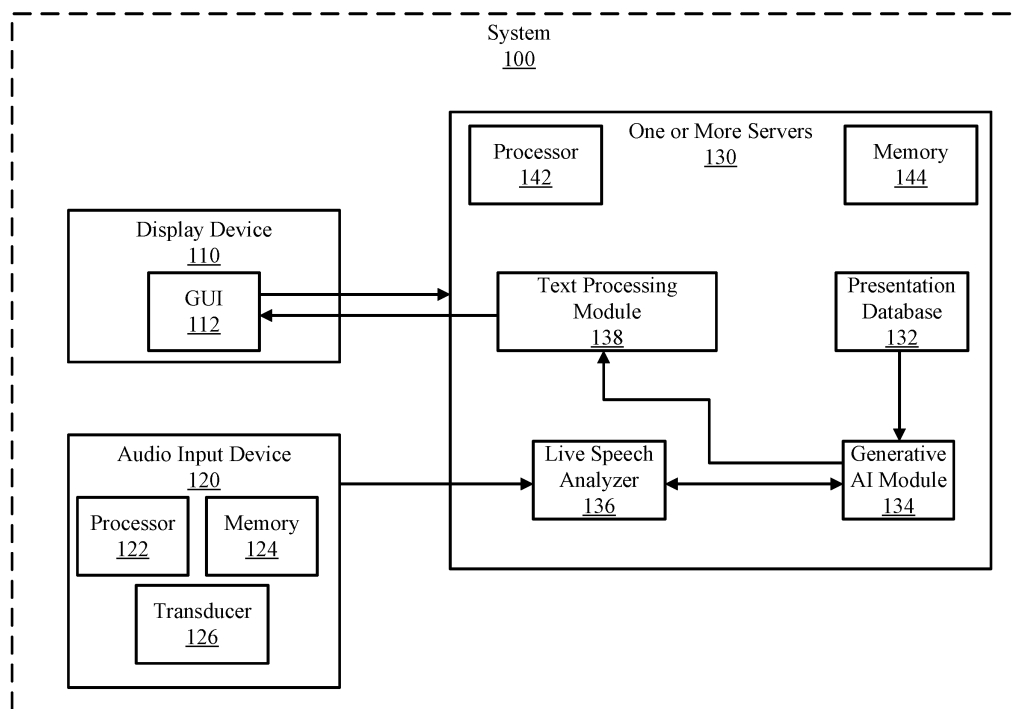 System
100
One or More Servers
130
Processor
142
Memory
144
Display Device
110
GUI
112
Text Processing
Module
138
Presentation
Database
132
Audio Input Device
120
Processor
122
Memory
124
Transducer
126
Live Speech
Analyzer
136
Generative
AI Module
134